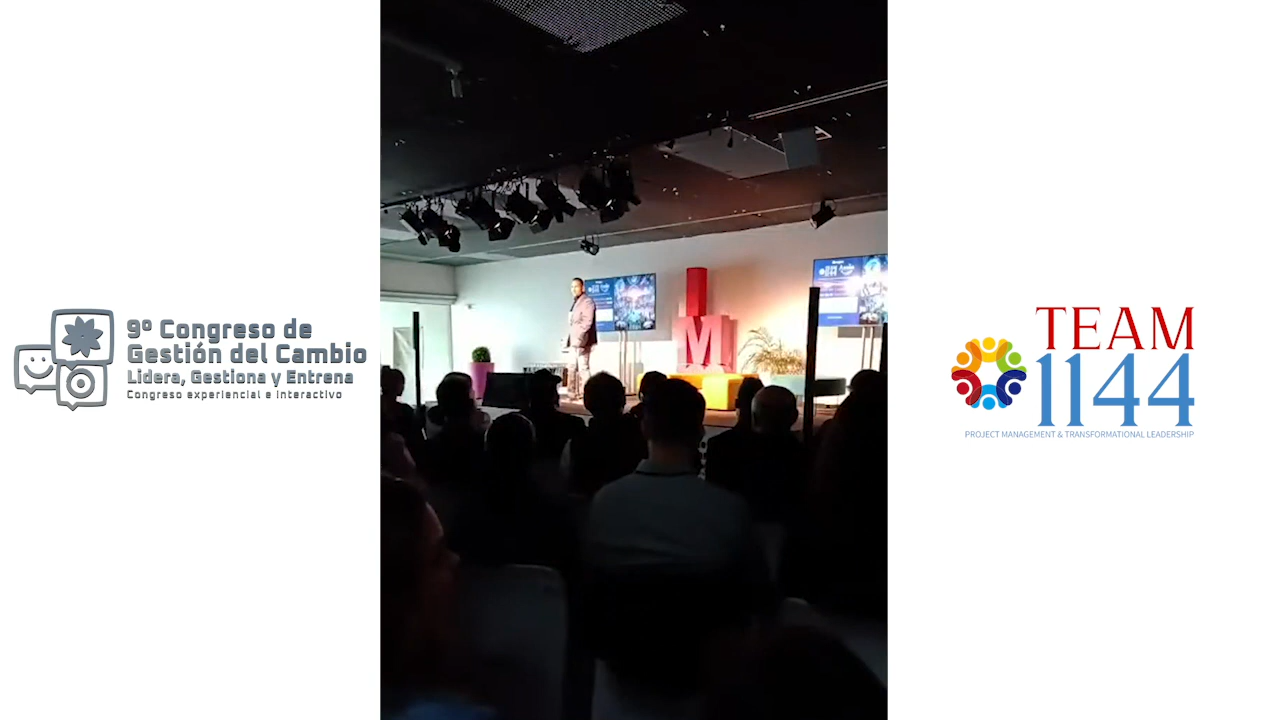 9º Congreso de
Gestión del Cambio
Lidera, Gestiona y Entrena
Congreso experiencial e interactivo
M
TEAM
1144
PROJECT MANAGEMENT & TRANSFORMATIONAL LEADERSHIP